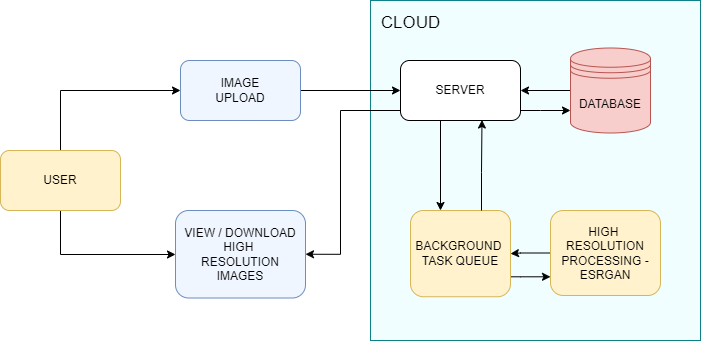 CLOUD
IMAGE
UPLOAD
SERVER
DATABASE
USER
VIEW / DOWNLOAD
HIGH
RESOLUTION
IMAGES
BACKGROUND
TASK QUEUE
HIGH
RESOLUTION
PROCESSING -
ESRGAN